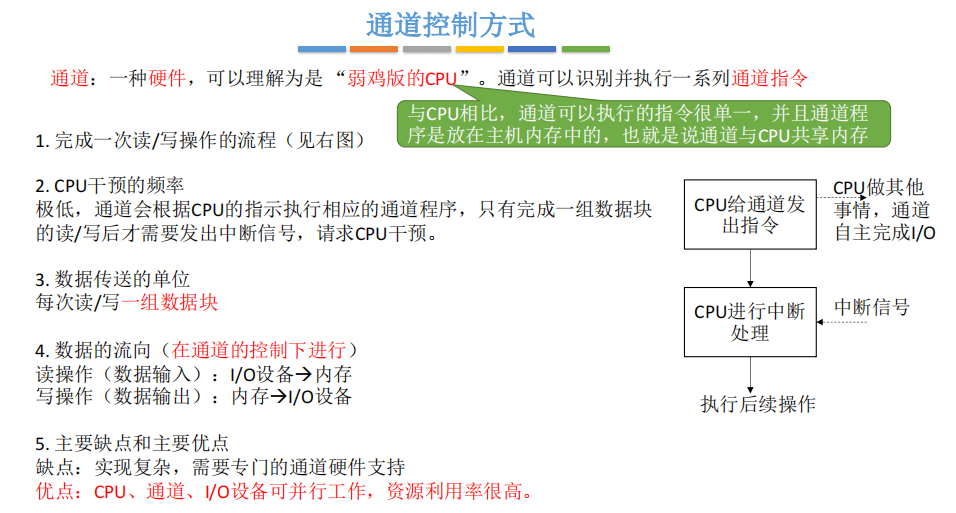 通道控制方式
通道：一种硬件，可以理解为是 “弱鸡版的CPU”。通道可以识别并执行一系列通道指令
与CPU相比，通道可以执行的指令很单一，并且通道程
序是放在主机内存中的，也就是说通道与CPU共享内存
1. 完成一次读/写操作的流程（见右图）
2. CPU干预的频率
极低，通道会根据CPU的指示执行相应的通道程序，只有完成一组数据块
的读/写后才需要发出中断信号，请求CPU干预。
3. 数据传送的单位
每次读/写一组数据块
4. 数据的流向（在通道的控制下进行）
读操作（数据输入）：I/O设备→内存
写操作（数据输出）：内存→I/O设备
5. 主要缺点和主要优点
缺点：实现复杂，需要专门的通道硬件支持
优点：CPU、通道、I/O设备可并行工作，资源利用率很高。
CPU给通道发
出指令
CPU做其他
事情，通道
自主完成I/O
CPU进行中断
处理
中断信号
执行后续操作